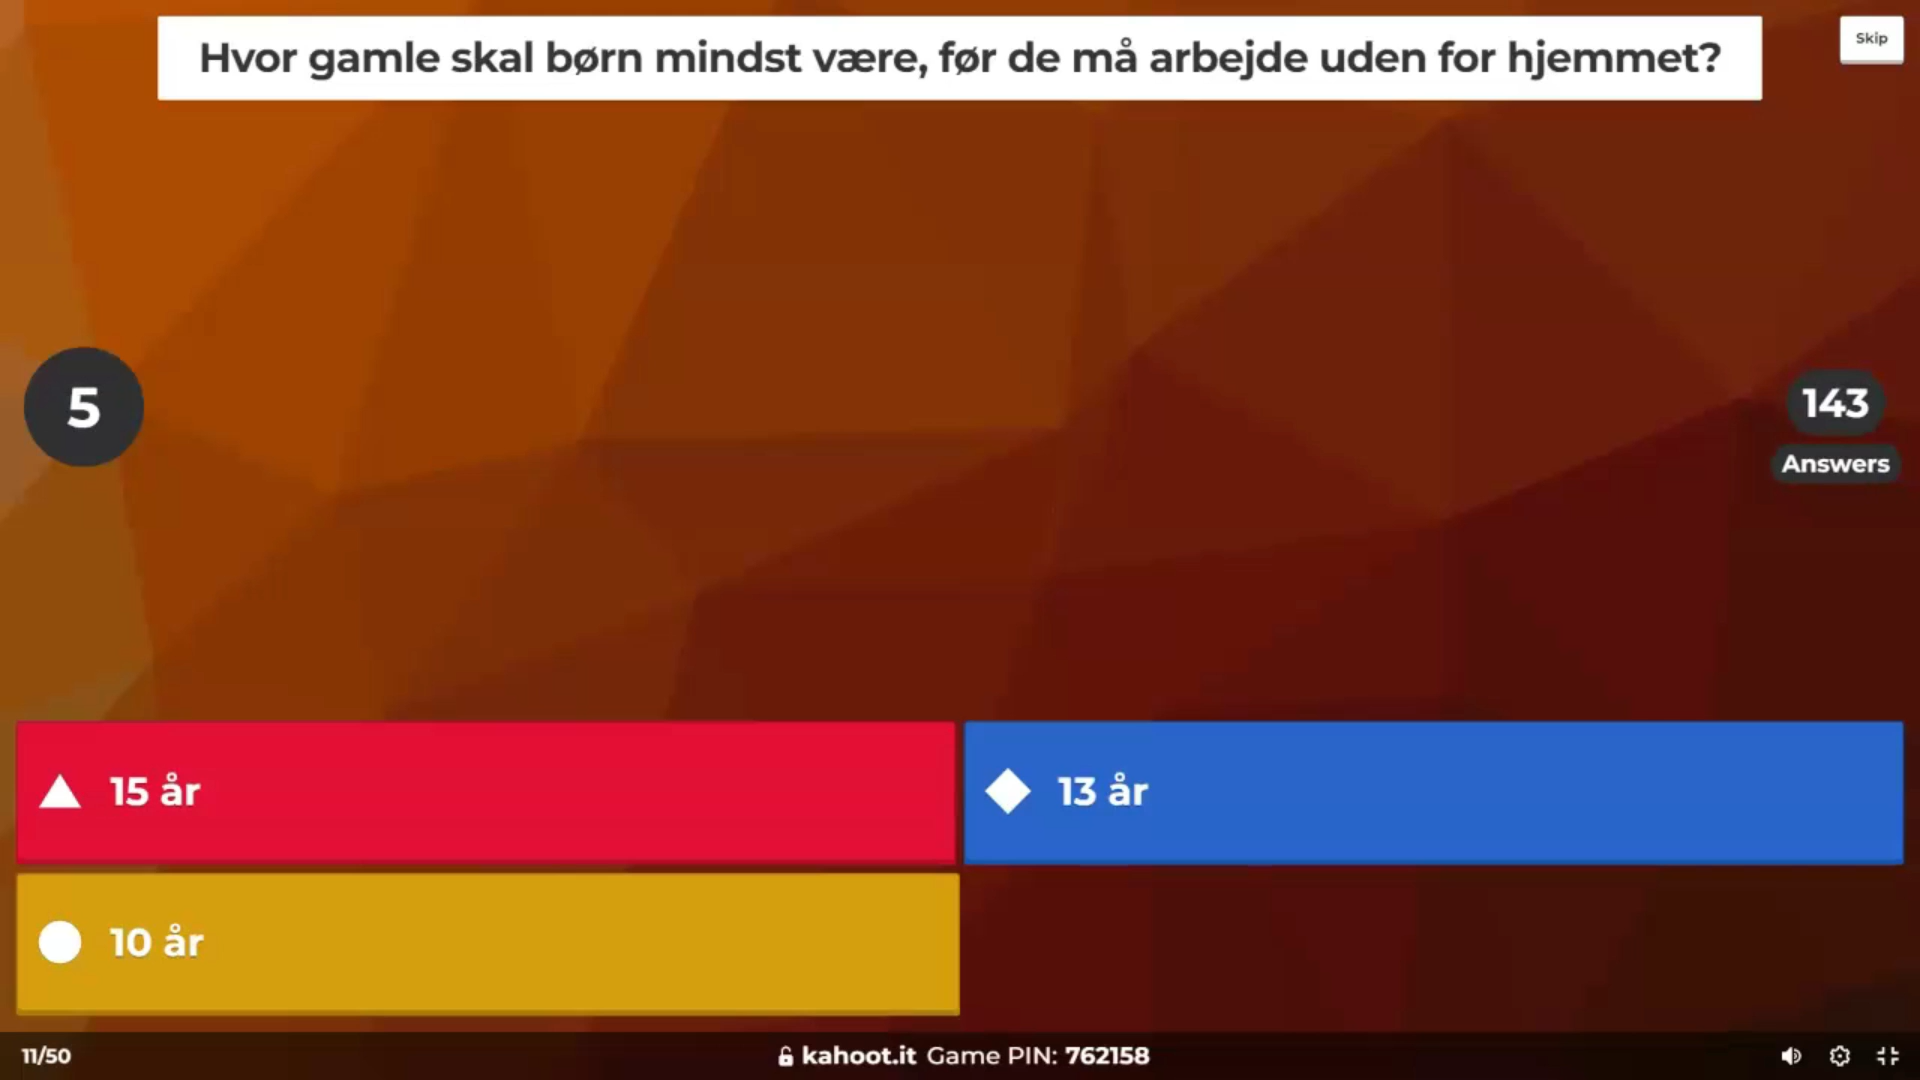 Hvor gamle skal børn mindst være, før de må arbejde uden for hjemmet?
Skip
5
143
Answers
15 år
13 år
10 år
11/50
kahoot.it Game PIN: 762158